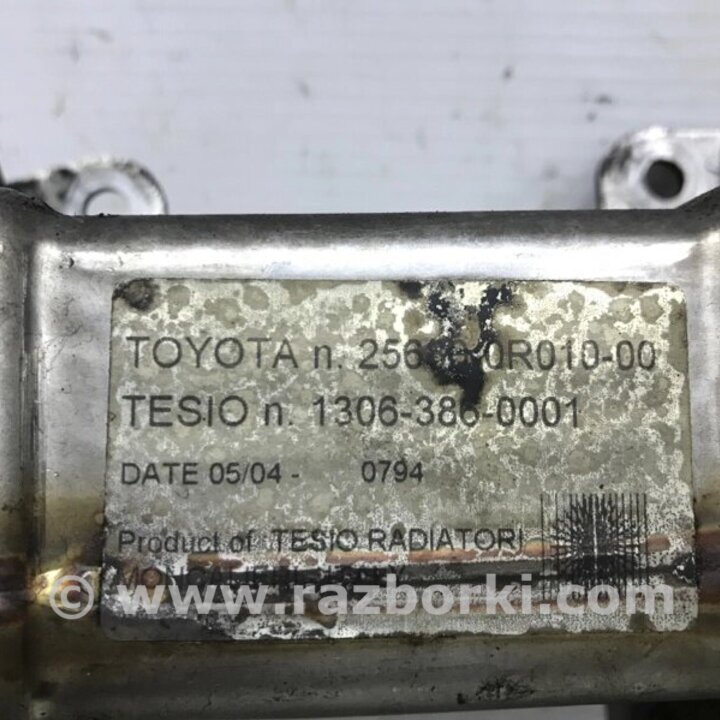 TOYOTA n.
TESIO n. 1306-386-0001
DATE 05/04 - 0794
Product of TESIO RADIATORI
© www.razborki.com